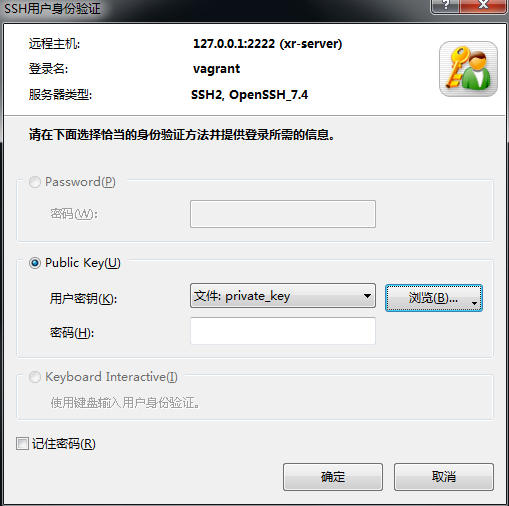 SSH用户身份验证
远程主机: 127.0.0.1:2222 (xr-server)
登录名: vagrant
服务器类型: SSH2, OpenSSH_7.4
请在下面选择恰当的身份验证方法并提供登录所需的信息。
Password(P)
密码(W):
Public Key(U)
用户密钥(K): 文件: private_key 浏览(B)...
密码(H):
Keyboard Interactive(I)
使用键盘输入用户身份验证。
记住密码(R)
确定 取消